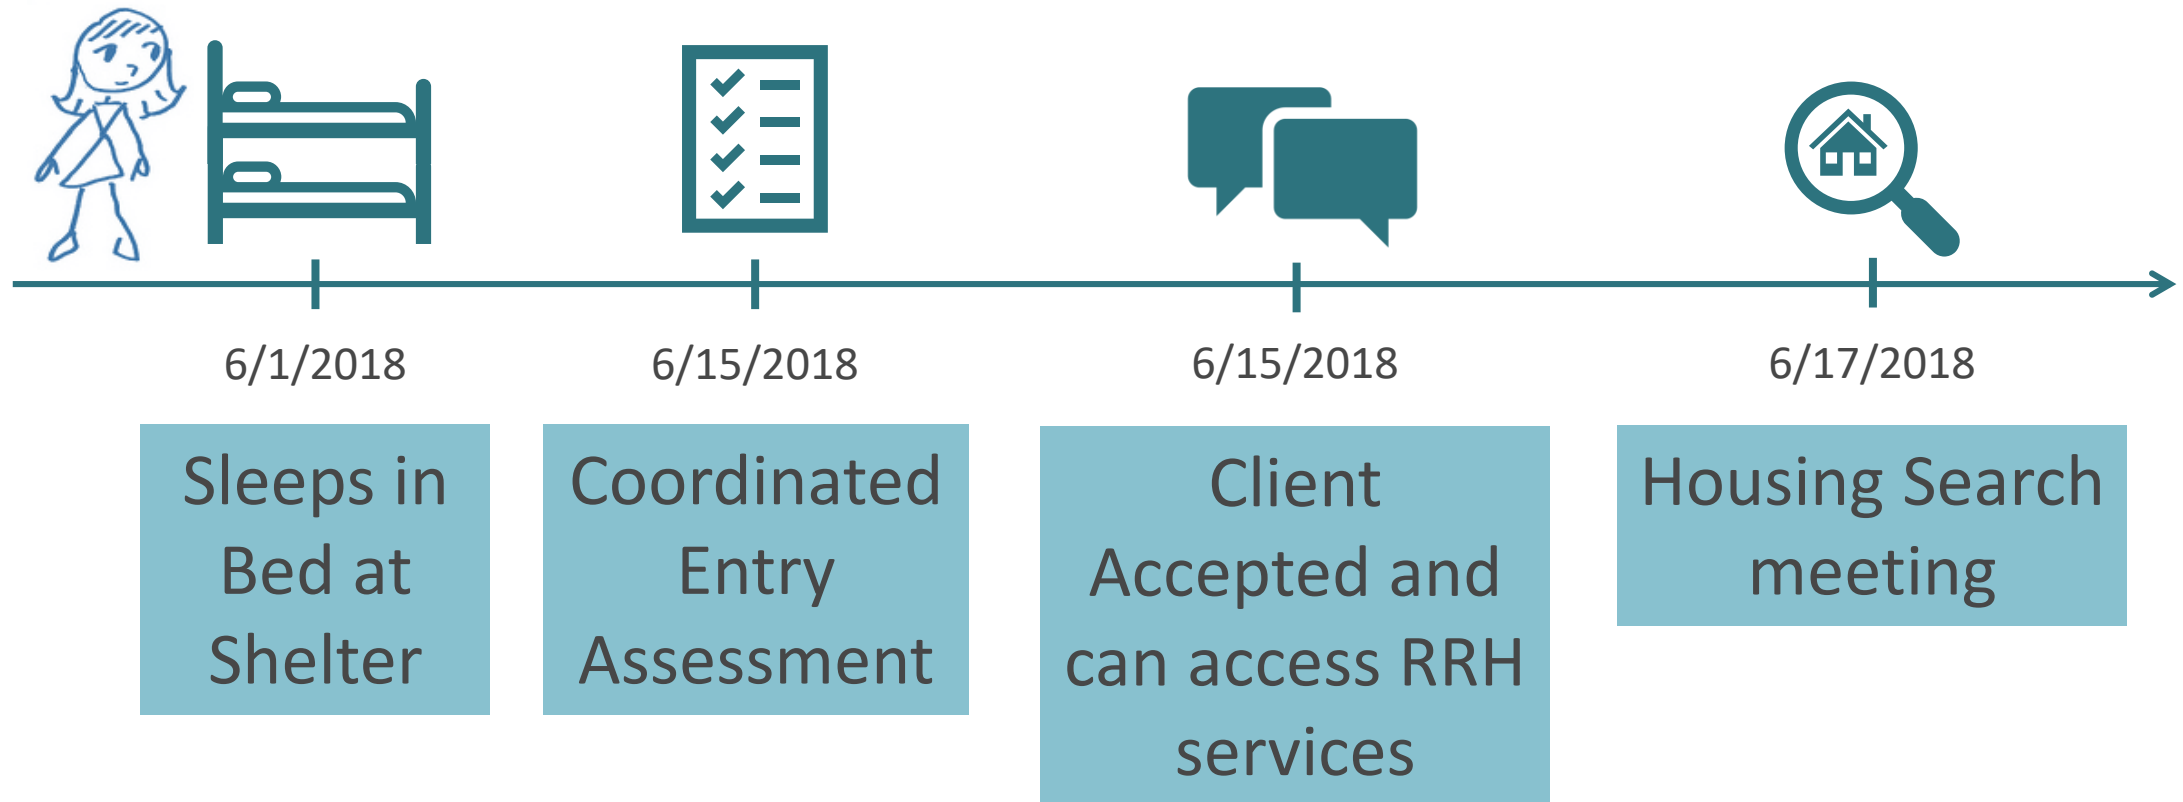 6/1/2018
Sleeps in
Bed at
Shelter
6/15/2018
Coordinated
Entry
Assessment
6/15/2018
Client
Accepted and
can access RRH
services
6/17/2018
Housing Search
meeting